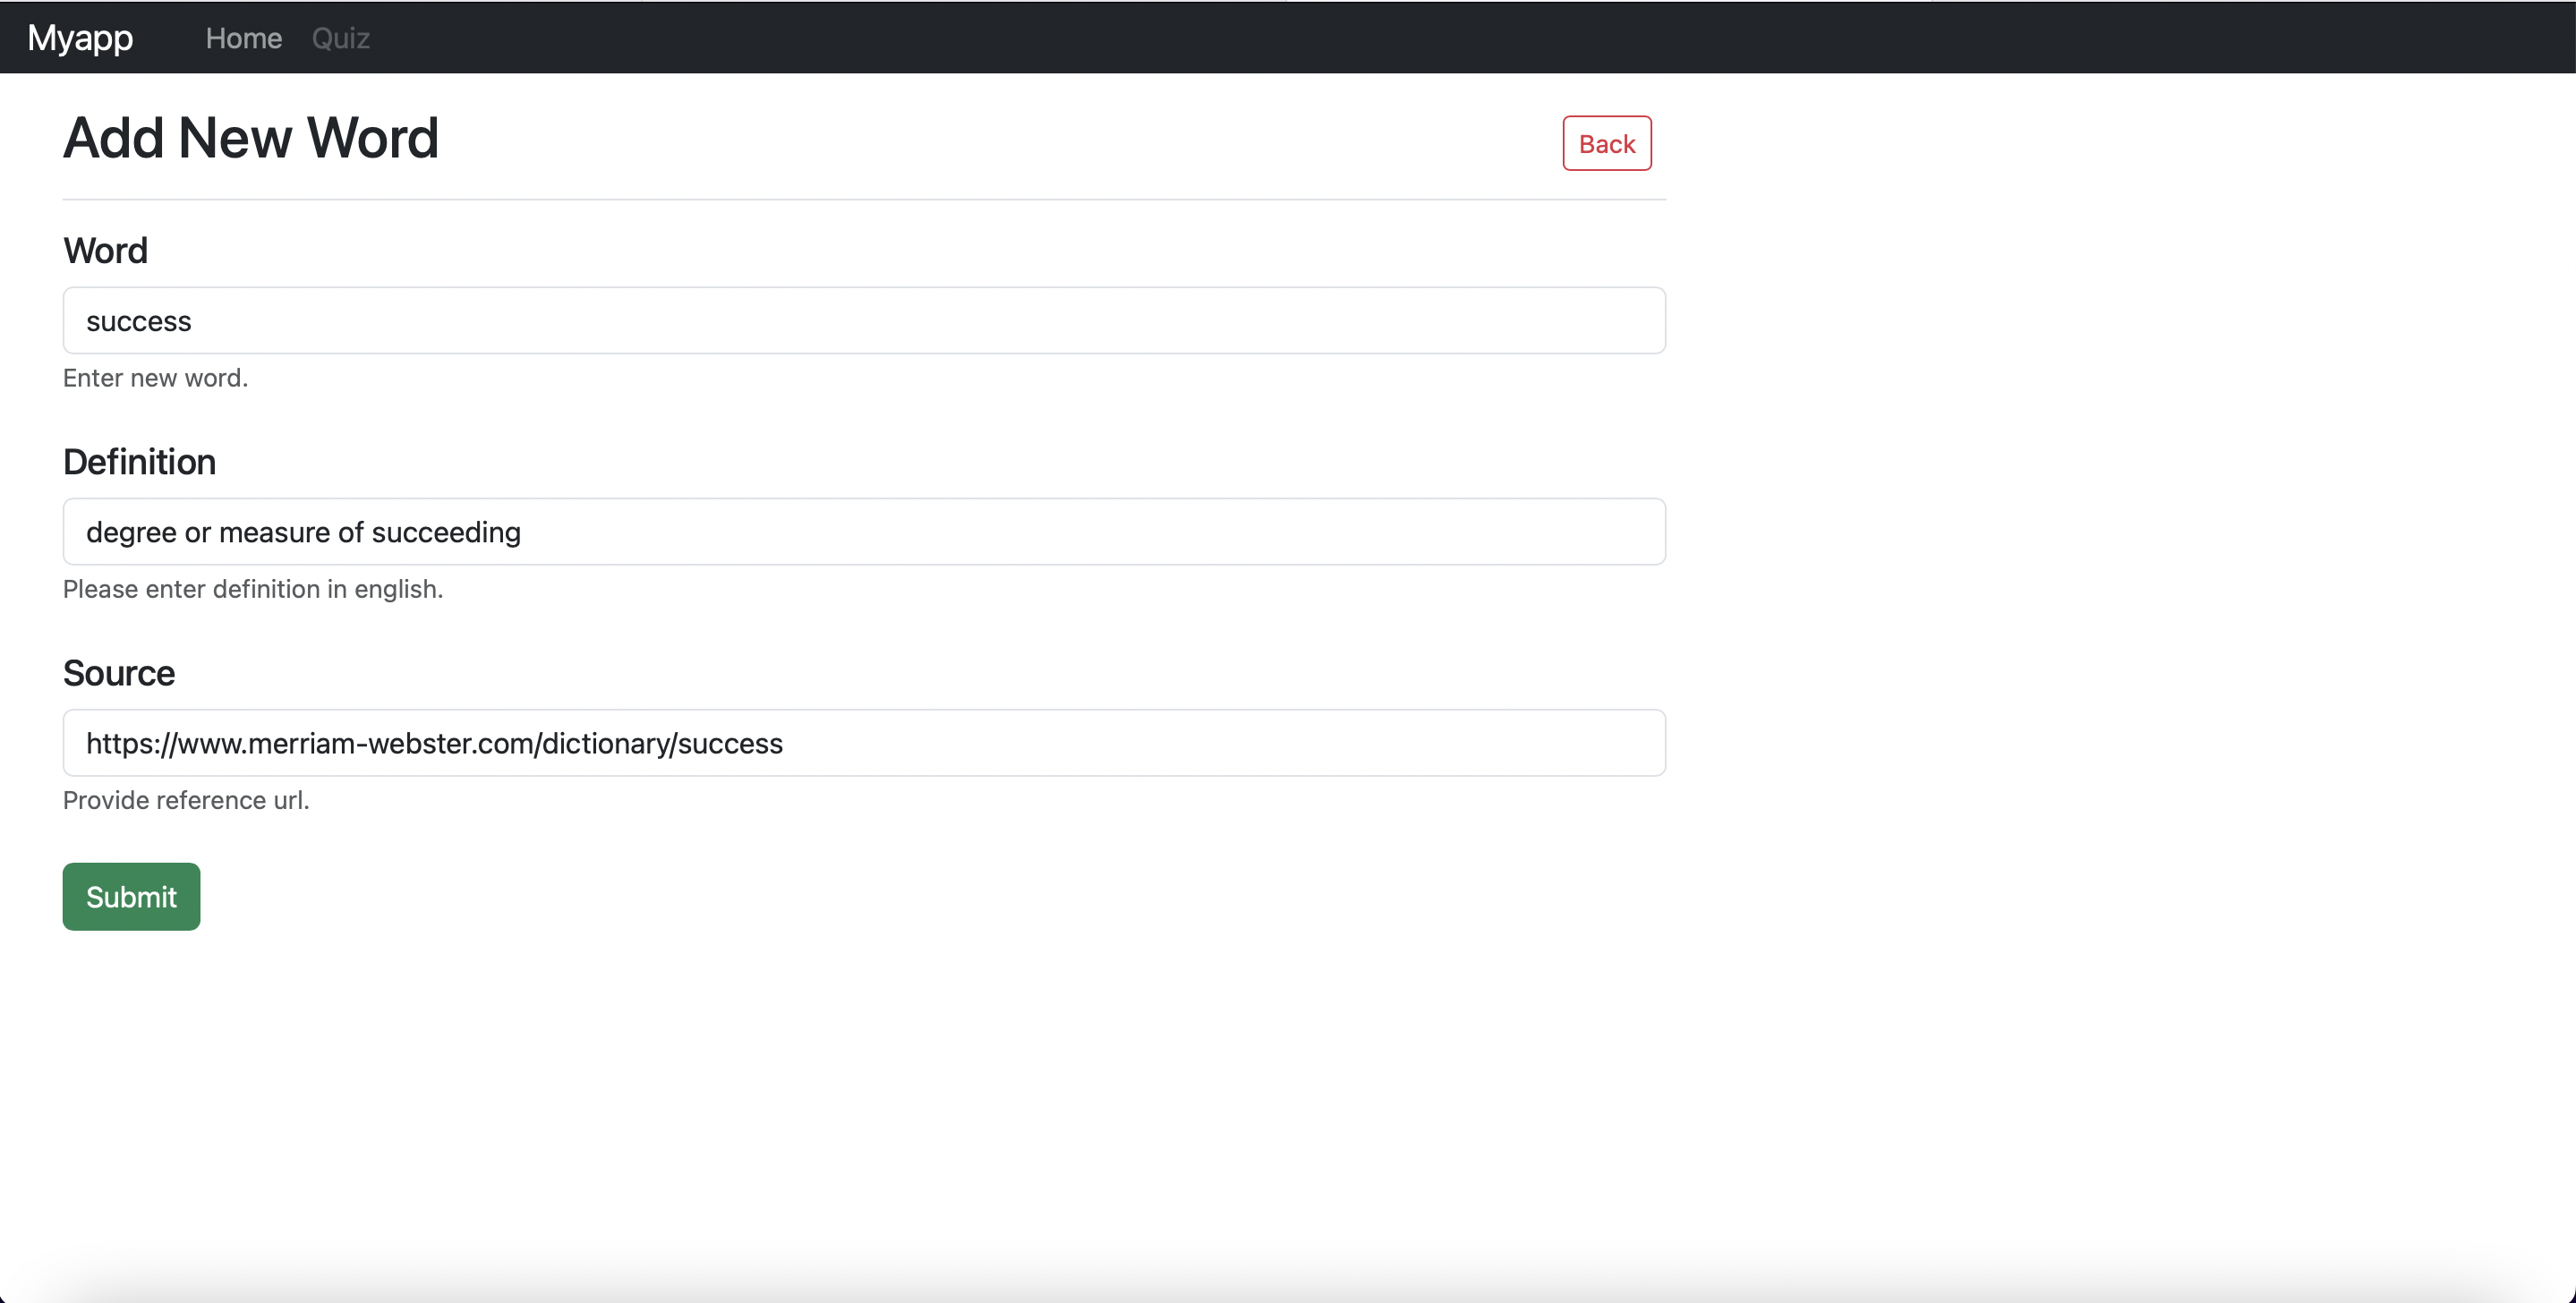 Myapp Home Quiz
Add New Word Back
Word
success
Enter new word.
Definition
degree or measure of succeeding
Please enter definition in english.
Source
https://www.merriam-webster.com/dictionary/success
Provide reference url.
Submit